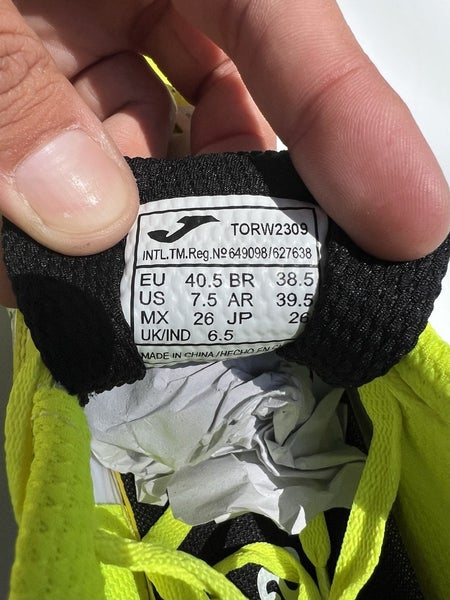 TORW2309
INTL.TM.Reg.Nº649098/627638
EU 40.5 BR 38.5
US 7.5 AR 39.5
MX 26 JP 26
UK/IND 6.5
MADE IN CHINA/HECHO EN